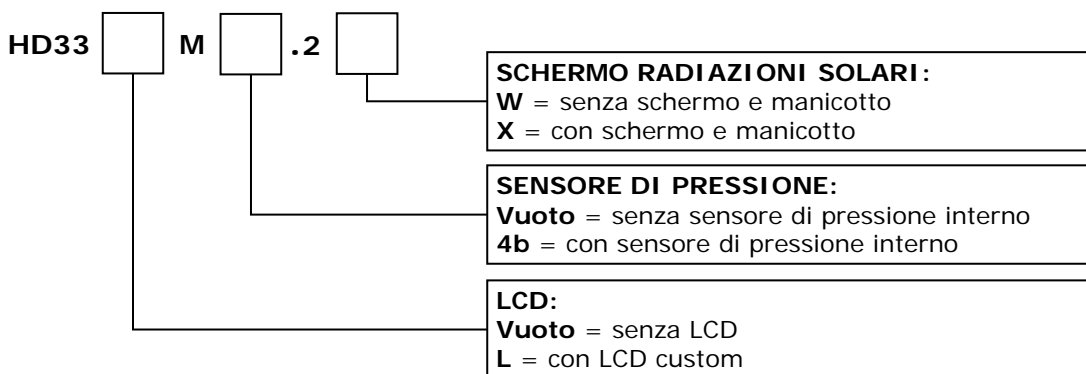 HD33 M .2
SCHERMO RADIAZIONI SOLARI:
W = senza schermo e manicotto
X = con schermo e manicotto
SENSORE DI PRESSIONE:
Vuoto = senza sensore di pressione interno
4b = con sensore di pressione interno
LCD:
Vuoto = senza LCD
L = con LCD custom